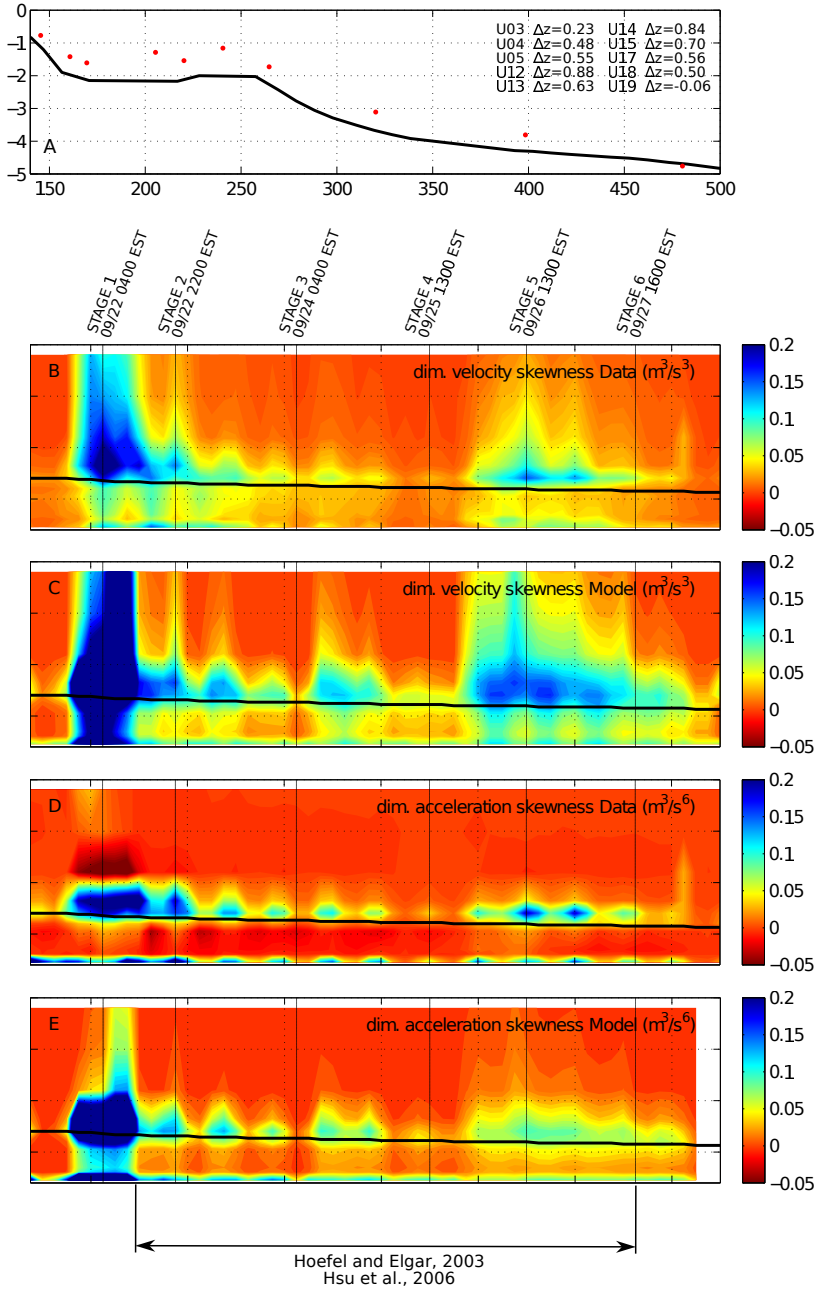 0
−1
−2
−3
−4
−5
A
U03 Δz=0.23 U14 Δz=0.84
U04 Δz=0.48 U15 Δz=0.70
U05 Δz=0.55 U17 Δz=0.56
U12 Δz=0.88 U18 Δz=0.50
U13 Δz=0.63 U19 Δz=-0.06
150 200 250 300 350 400 450 500
STAGE 1
09/22 0400 EST
STAGE 2
09/22 2200 EST
STAGE 3
09/24 0400 EST
STAGE 4
09/25 1300 EST
STAGE 5
09/26 1300 EST
STAGE 6
09/27 1600 EST
B
dim. velocity skewness Data (m³/s³)
0.2
0.15
0.1
0.05
0
−0.05
C
dim. velocity skewness Model (m³/s³)
0.2
0.15
0.1
0.05
0
−0.05
D
dim. acceleration skewness Data (m³/s⁶)
0.2
0.15
0.1
0.05
0
−0.05
E
dim. acceleration skewness Model (m³/s⁶)
0.2
0.15
0.1
0.05
0
−0.05
Hoefel and Elgar, 2003
Hsu et al., 2006